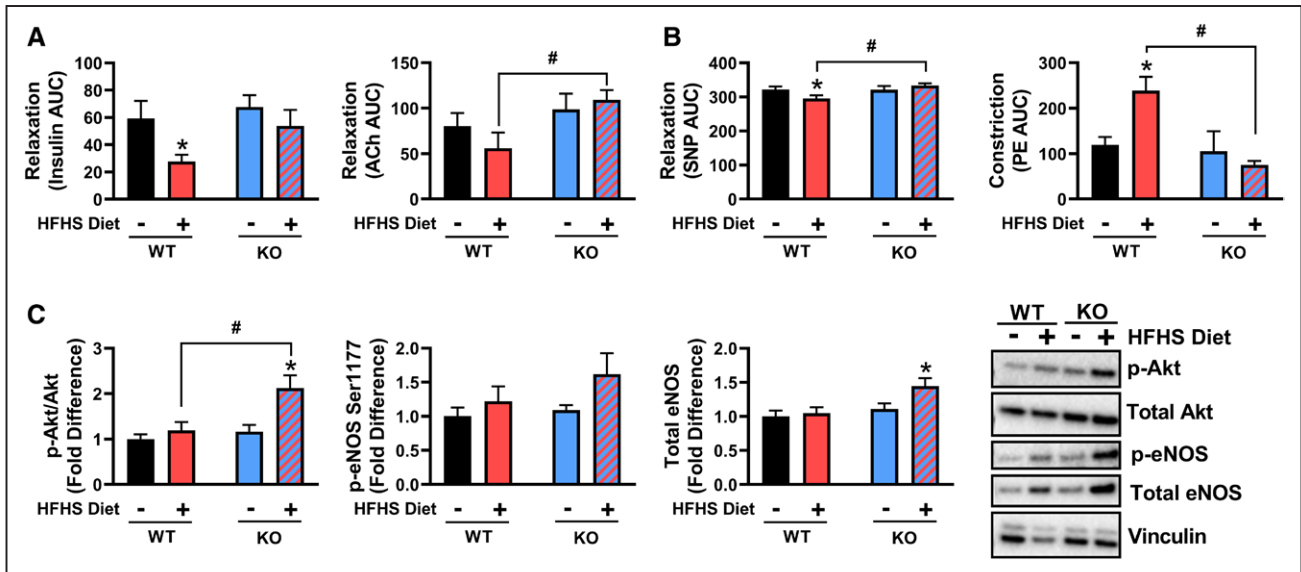 A
B
Relaxation
(Insulin AUC)
100
80
60
40
20
0
*
HFHS Diet - + - +
WT KO
Relaxation
(ACh AUC)
150
100
50
0
#
HFHS Diet - + - +
WT KO
Relaxation
(SNP AUC)
500
400
300
200
100
0
*
#
HFHS Diet - + - +
WT KO
Constriction
(PE AUC)
300
200
100
0
*
#
HFHS Diet - + - +
WT KO
C
p-Akt/Akt
(Fold Difference)
3
2
1
0
#
*
HFHS Diet - + - +
WT KO
p-eNOS Ser1177
(Fold Difference)
2.0
1.5
1.0
0.5
0.0
HFHS Diet - + - +
WT KO
Total eNOS
(Fold Difference)
2.0
1.5
1.0
0.5
0.0
*
HFHS Diet - + - +
WT KO
WT KO
- + - + HFHS Diet
p-Akt
Total Akt
p-eNOS
Total eNOS
Vinculin